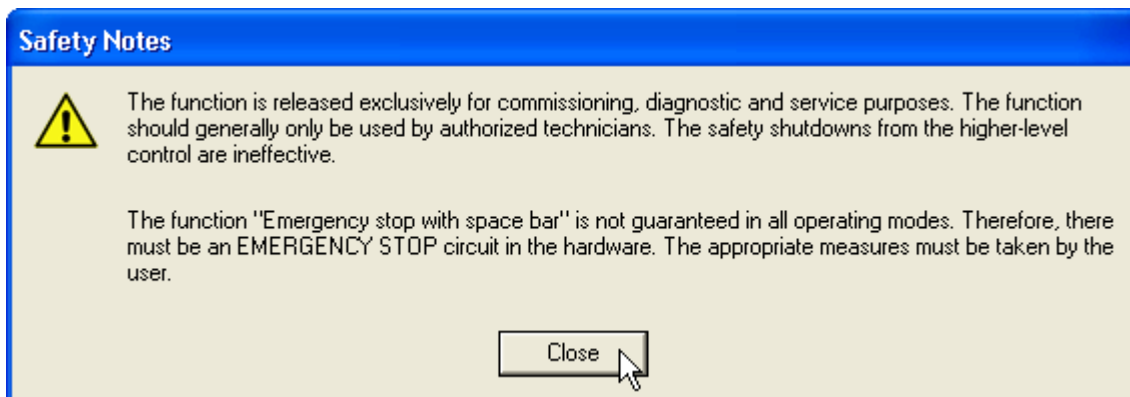 Safety Notes
The function is released exclusively for commissioning, diagnostic and service purposes. The function
should generally only be used by authorized technicians. The safety shutdowns from the higher-level
control are ineffective.
The function "Emergency stop with space bar" is not guaranteed in all operating modes. Therefore, there
must be an EMERGENCY STOP circuit in the hardware. The appropriate measures must be taken by the
user.
Close